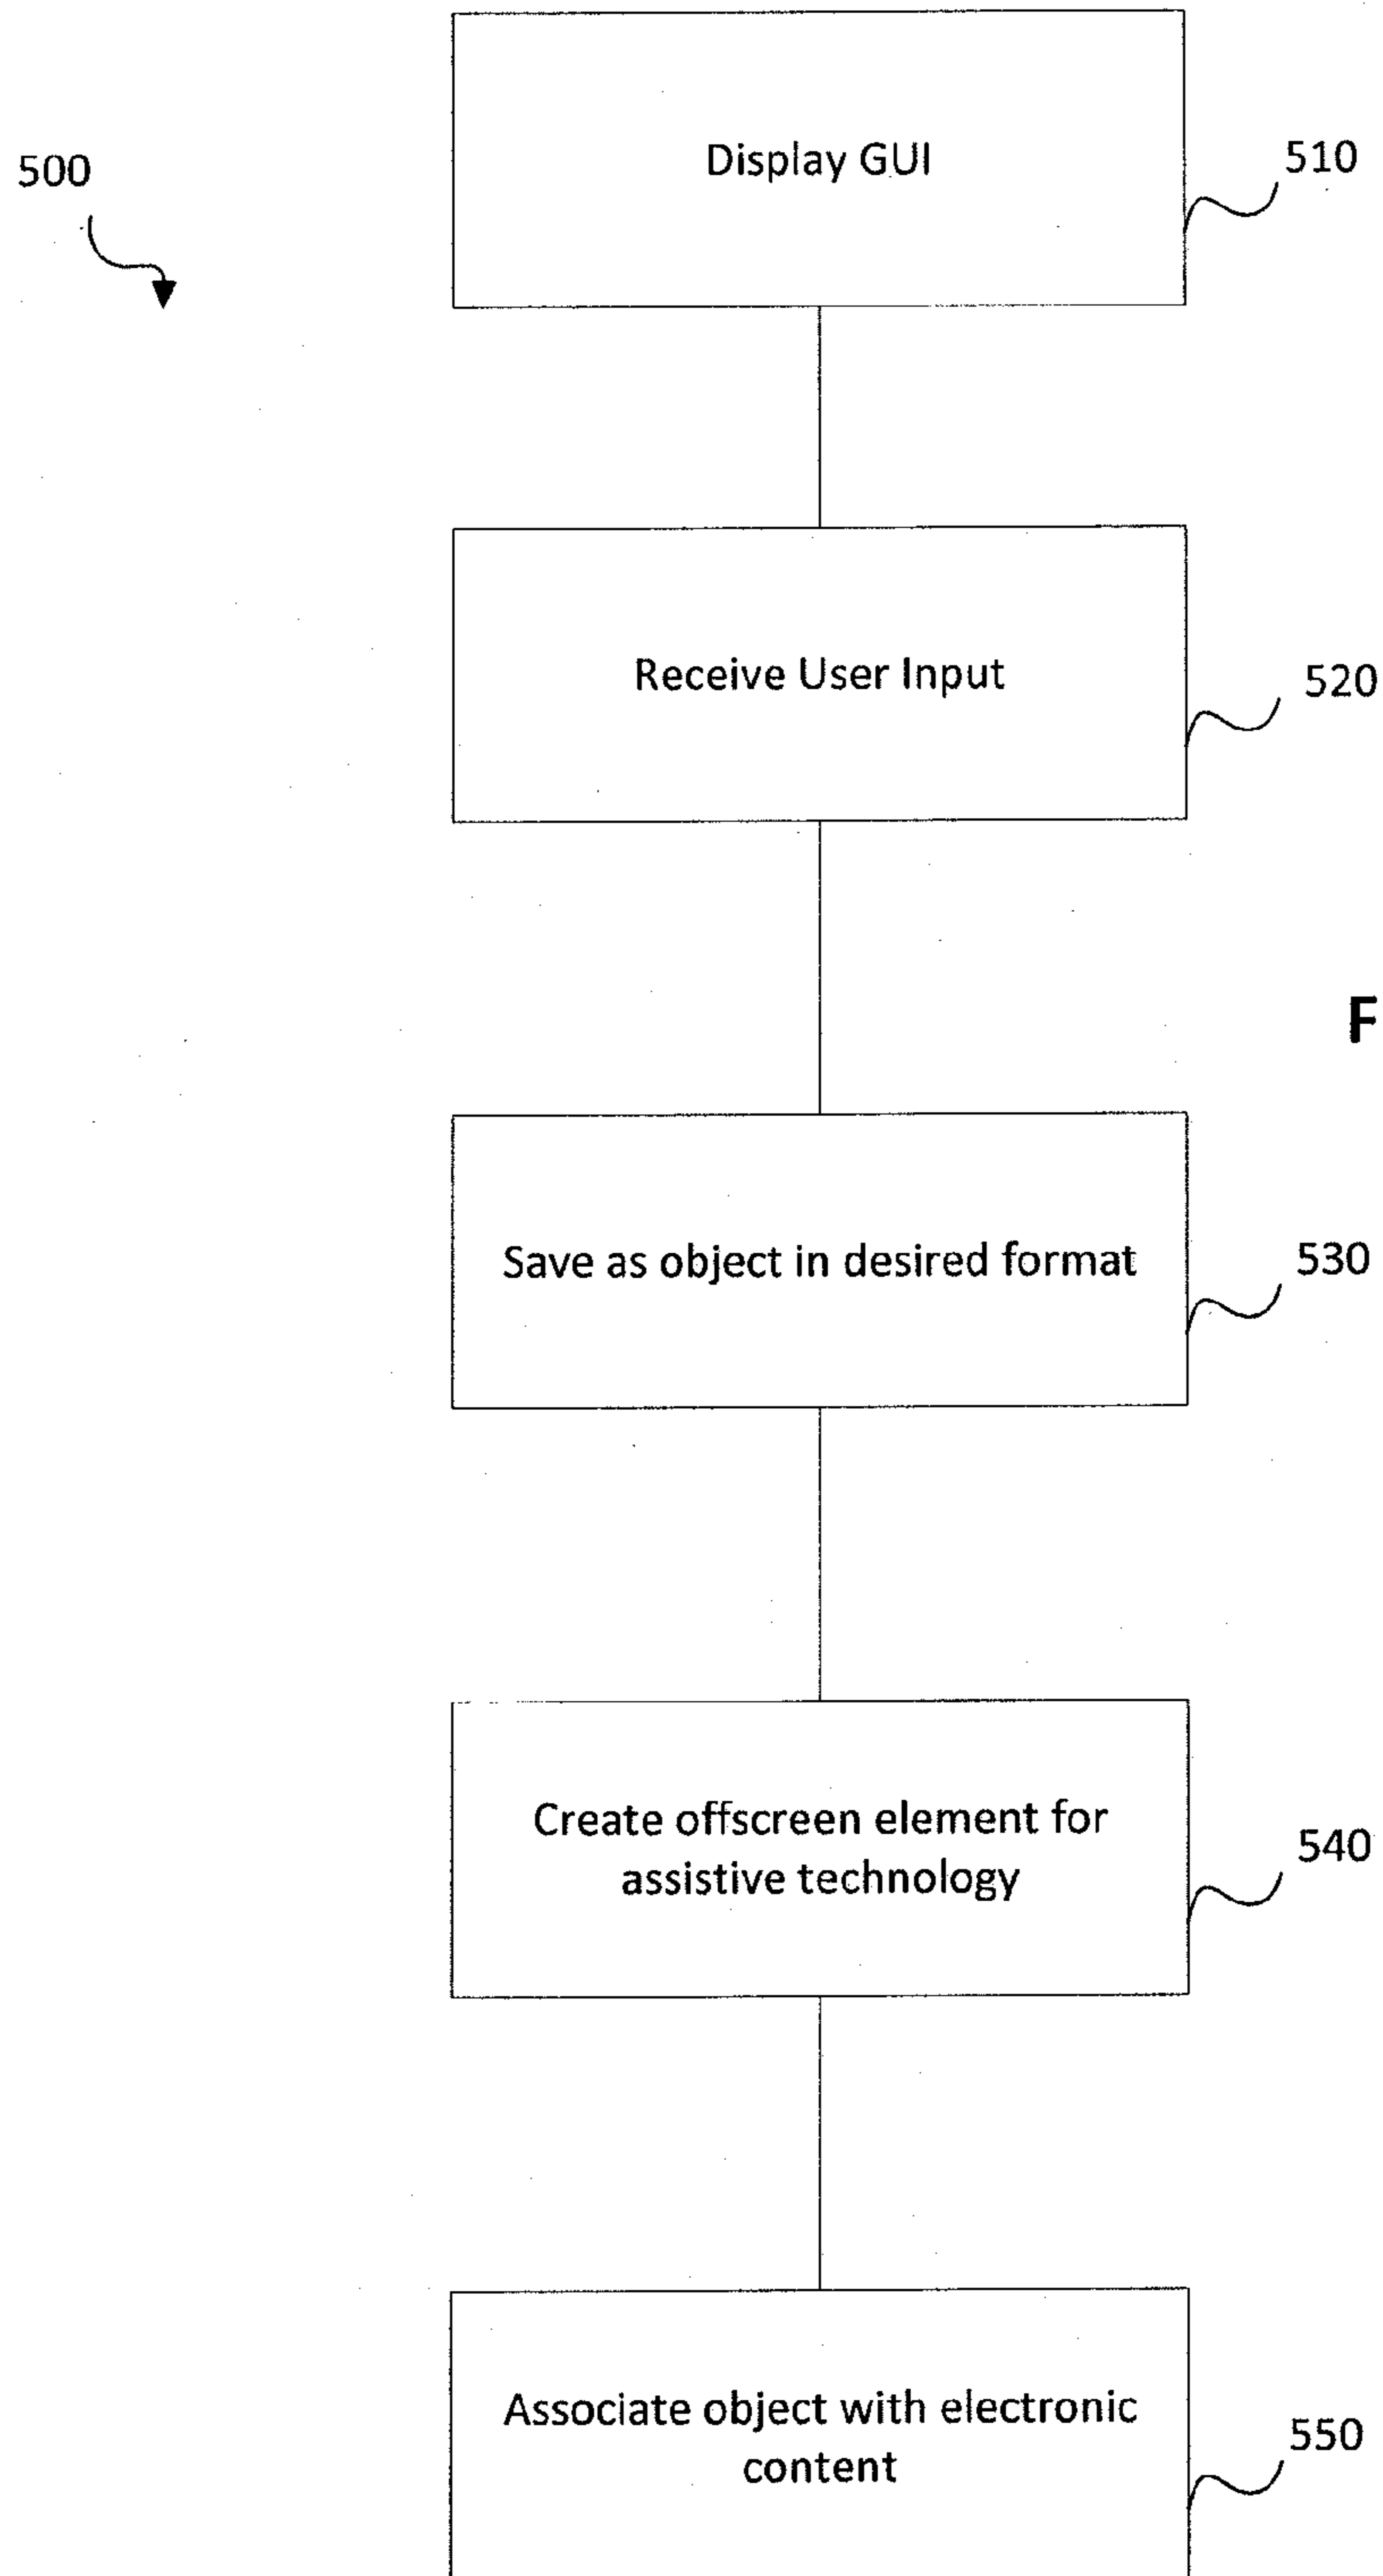 500
Display GUI
510
Receive User Input
520
F
Save as object in desired format
530
Create offscreen element for
assistive technology
540
Associate object with electronic
content
550